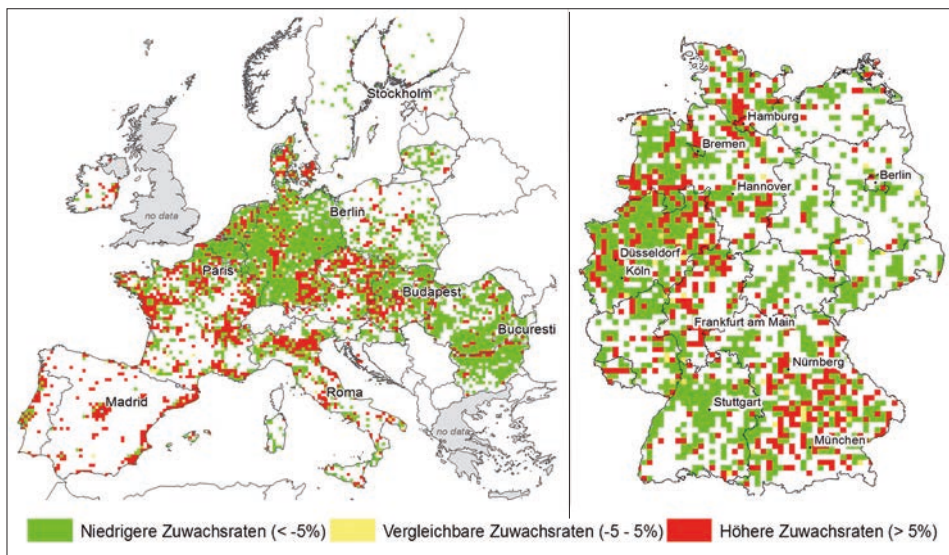 Stockholm
no data
Berlin
Paris
Budapest
Bucuresti
Madrid
Roma
no data
Hamburg
Bremen
Berlin
Hannover
Düsseldorf
Köln
Frankfurt am Main
Nürnberg
Stuttgart
München
Niedrigere Zuwachsraten (< -5%)
Vergleichbare Zuwachsraten (-5 - 5%)
Höhere Zuwachsraten (> 5%)